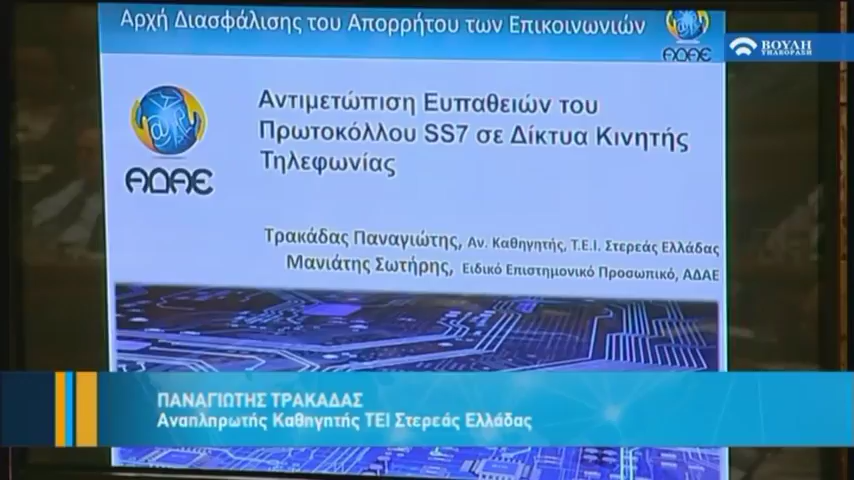 Αρχή Διασφάλισης του Απορρήτου των Επικοινωνιών
ΑΔΑΕ
ΒΟΥΛΗ
ΤΗΛΕΟΡΑΣΗ
@
ΑΔΑΕ
Αντιμετώπιση Ευπαθειών του
Πρωτοκόλλου SS7 σε Δίκτυα Κινητής
Τηλεφωνίας
Τρακάδας Παναγιώτης, Αν. Καθηγητής, Τ.Ε.Ι. Στερεάς Ελλάδας
Μανιάτης Σωτήρης, Ειδικό Επιστημονικό Προσωπικό, ΑΔΑΕ
ΠΑΝΑΓΙΩΤΗΣ ΤΡΑΚΑΔΑΣ
Αναπληρωτής Καθηγητής ΤΕΙ Στερεάς Ελλάδας